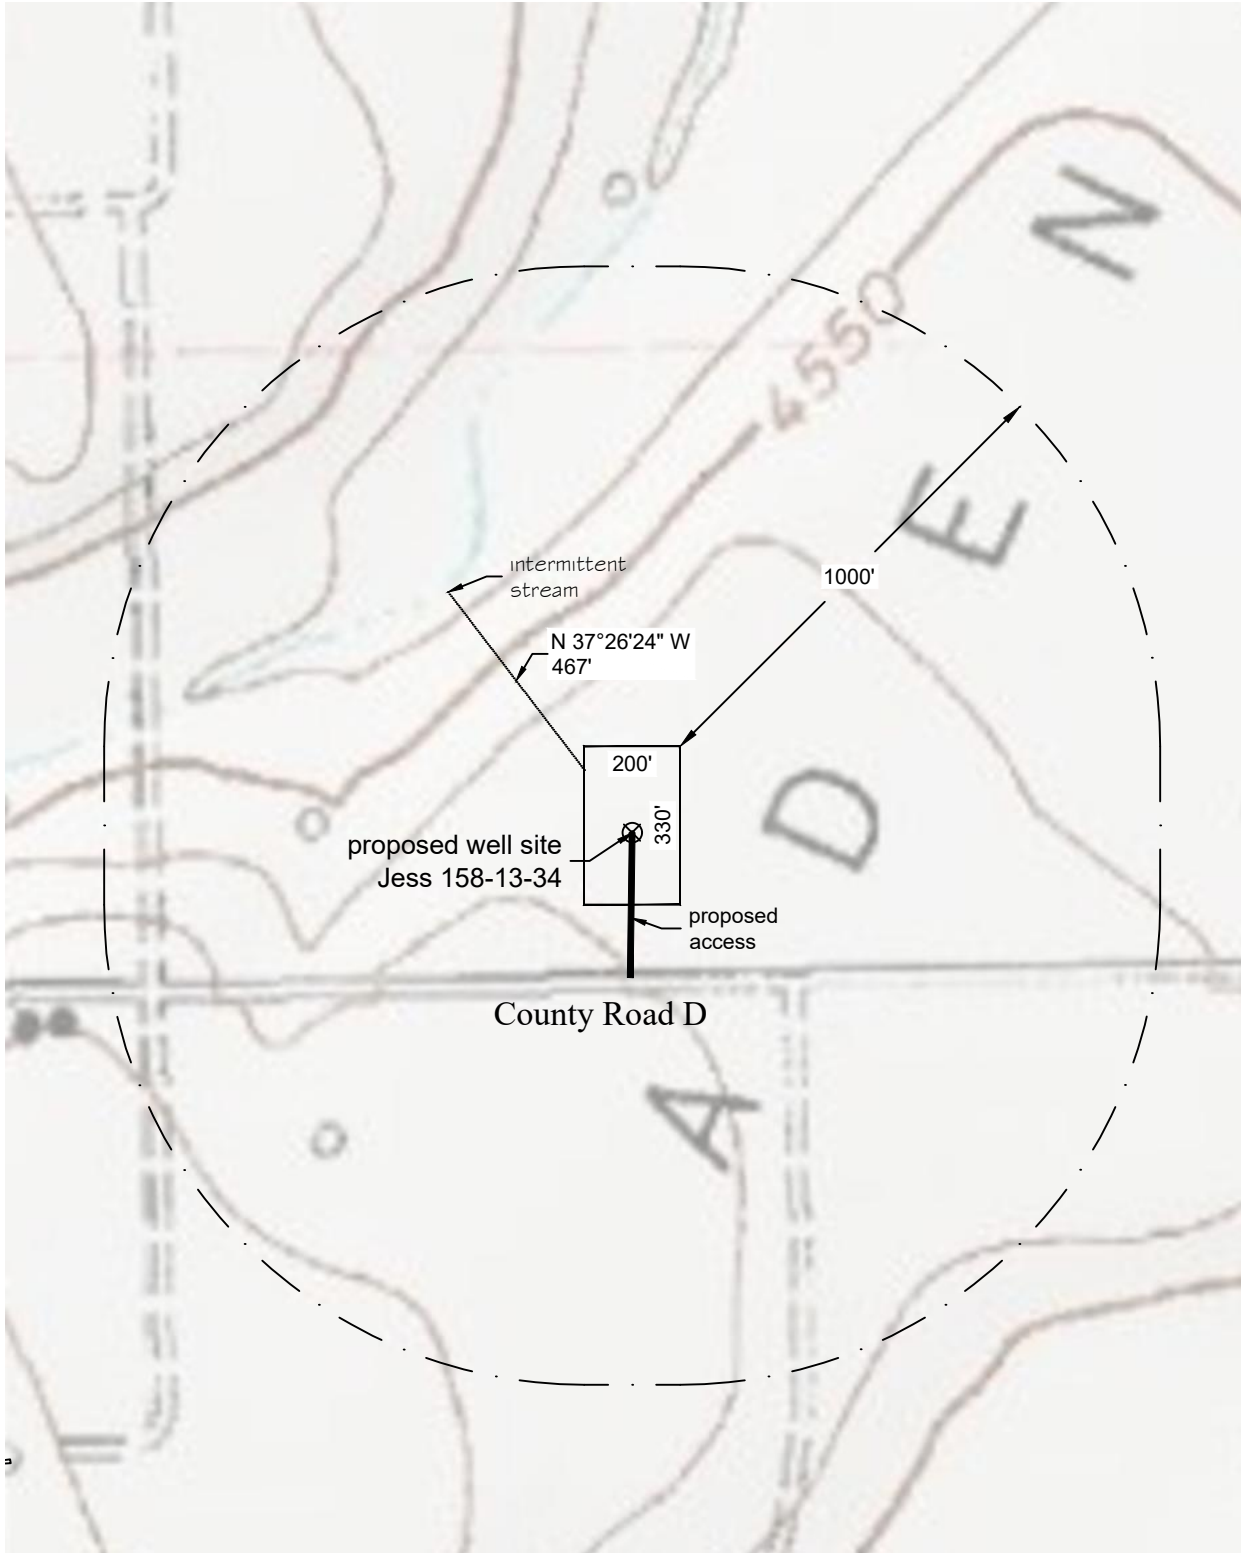 N
4550
E
1000'
intermittent
stream
N 37°26'24" W
467'
200'
330'
D
proposed well site
Jess 158-13-34
proposed
access
County Road D
A